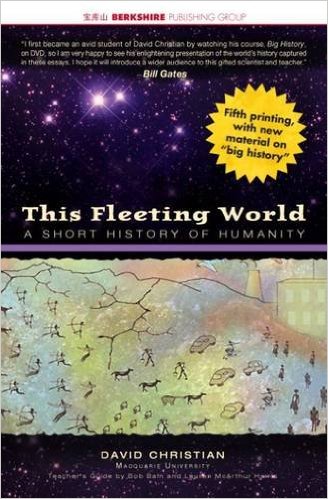 宝库山 BERKSHIRE PUBLISHING GROUP
"I first became an avid student of David Christian by watching his course, Big History,
on DVD, so I am very happy to see his enlightening presentation of the world's history captured
in these essays. I hope it will introduce a wider audience to this gifted scientist and teacher."
Bill Gates
Fifth printing,
with new
material on
"big history"
This Fleeting World
A SHORT HISTORY OF HUMANITY
DAVID CHRISTIAN
MACQUARIE UNIVERSITY
Teacher's Guide by Bob Bain and Lauren McArthur Harris